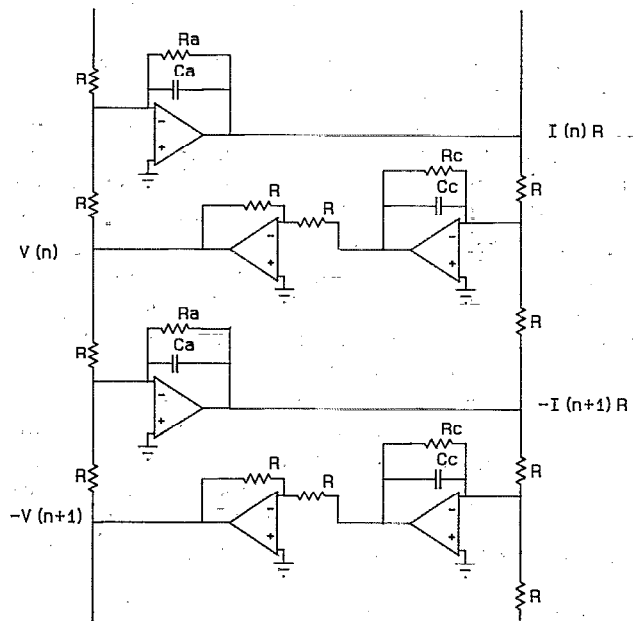 Ra
R
Ca
-
+
I(n)R
Rc
R
R
R
R
Cc
-
+
-
+
V(n)
Ra
R
R
Ca
-
+
-I(n+1)R
Rc
R
R
R
R
Cc
-
+
-
+
-V(n+1)
R